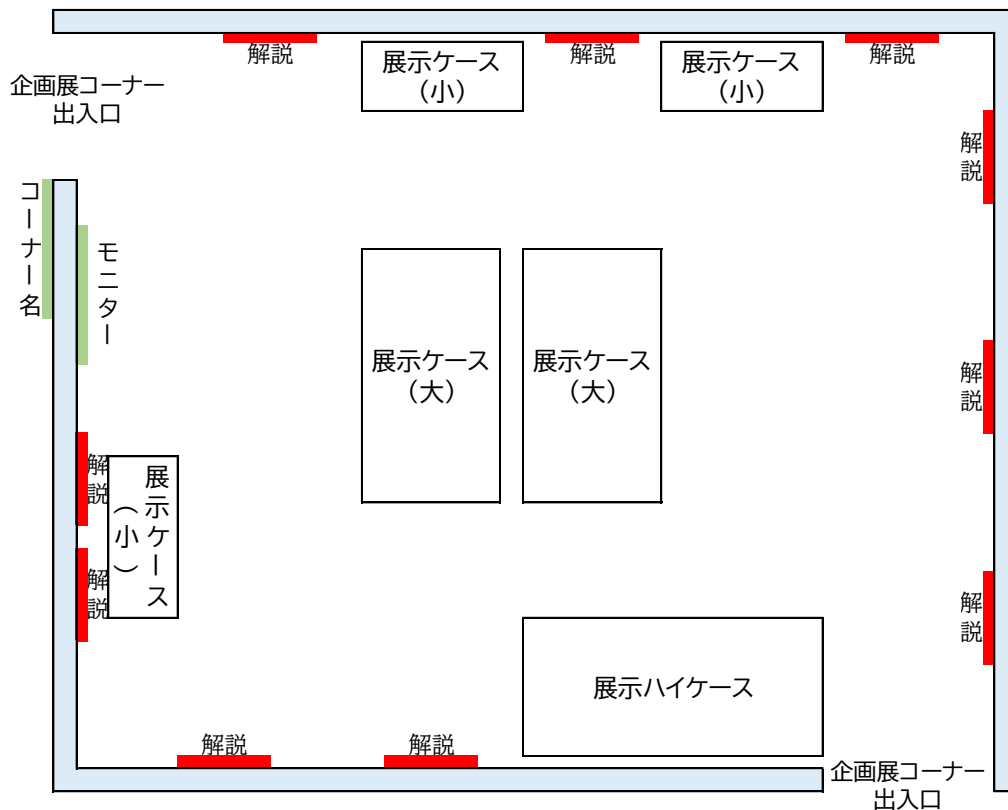 解説
展示ケース
（小）
解説
展示ケース
（小）
解説
企画展コーナー
出入口
解説
コーナー名
モニター
展示ケース
（大）
展示ケース
（大）
解説
解説
展示ケース
（小）
解説
解説
展示ハイケース
解説
解説
企画展コーナー
出入口